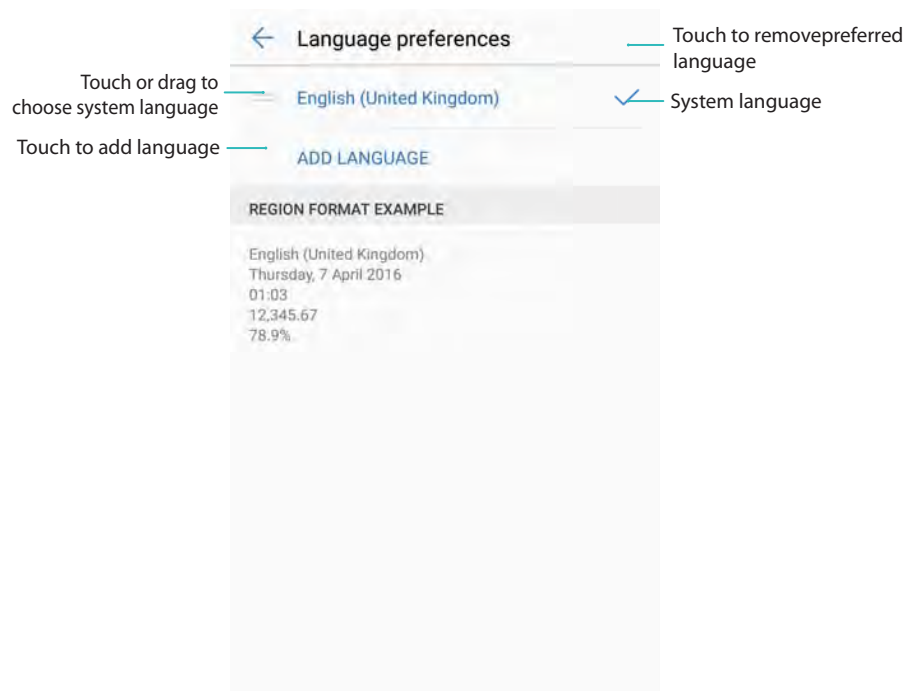 Language preferences
Touch to removepreferred
language
Touch or drag to
choose system language
English (United Kingdom)
System language
Touch to add language
ADD LANGUAGE
REGION FORMAT EXAMPLE
English (United Kingdom)
Thursday, 7 April 2016
01:03
12,345.67
78.9%